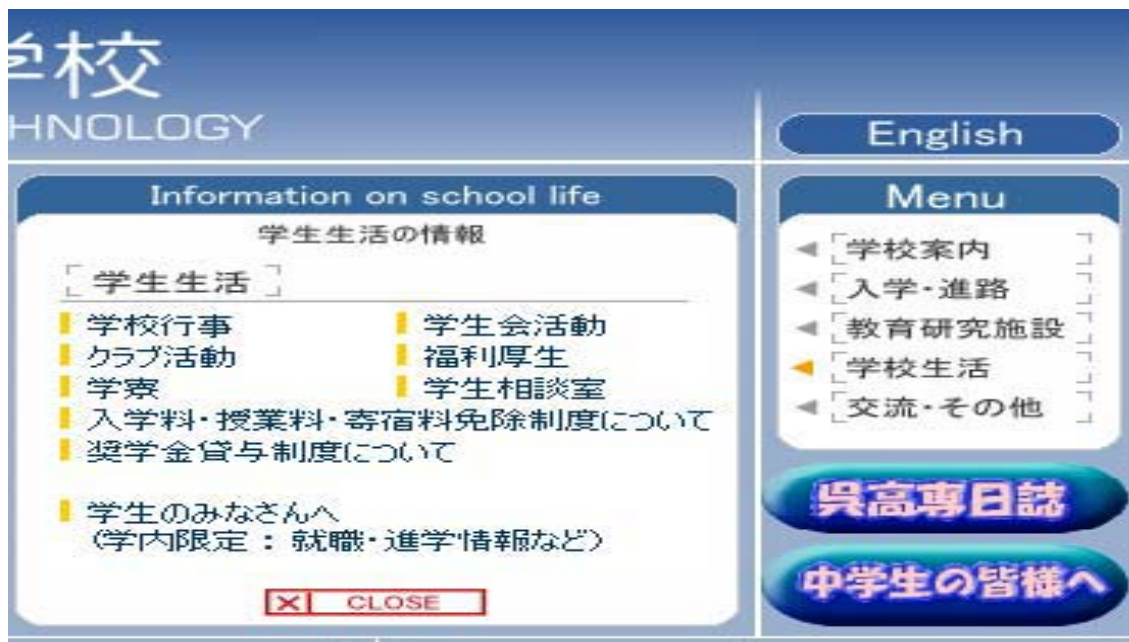 学校
HNOLOGY
English
Information on school life
学生生活の情報
学生生活
学校行事 学生会活動
クラブ活動 福利厚生
学寮 学生相談室
入学料・授業料・寄宿料免除制度について
奨学金貸与制度について
学生のみなさんへ
(学内限定：就職・進学情報など)
CLOSE
Menu
学校案内
入学・進路
教育研究施設
学校生活
交流・その他
呉高専日誌
中学生の皆様へ